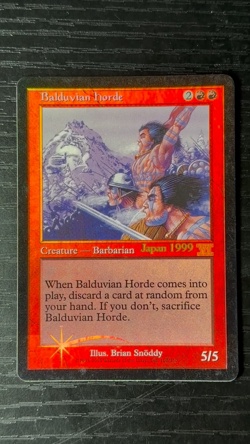 Balduvian Horde 2
Creature — Barbarian Japan 1999
When Balduvian Horde comes into
play, discard a card at random from
your hand. If you don't, sacrifice
Balduvian Horde.
Illus. Brian Snõddy
5/5